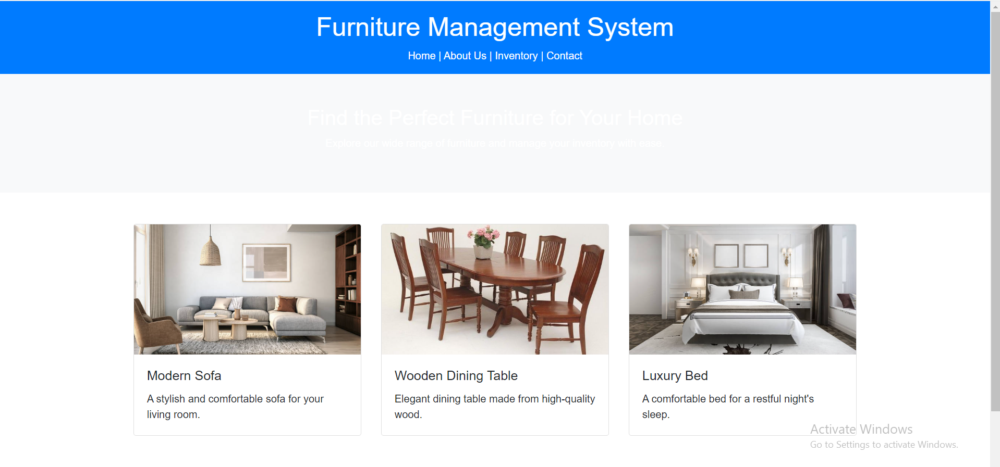 Furniture Management System
Home | About Us | Inventory | Contact
Find the Perfect Furniture for Your Home
Explore our wide range of furniture and manage your inventory with ease.
Modern Sofa
A stylish and comfortable sofa for your
living room.
Wooden Dining Table
Elegant dining table made from high-quality
wood.
Luxury Bed
A comfortable bed for a restful night's
sleep.
Activate Windows
Go to Settings to activate Windows.